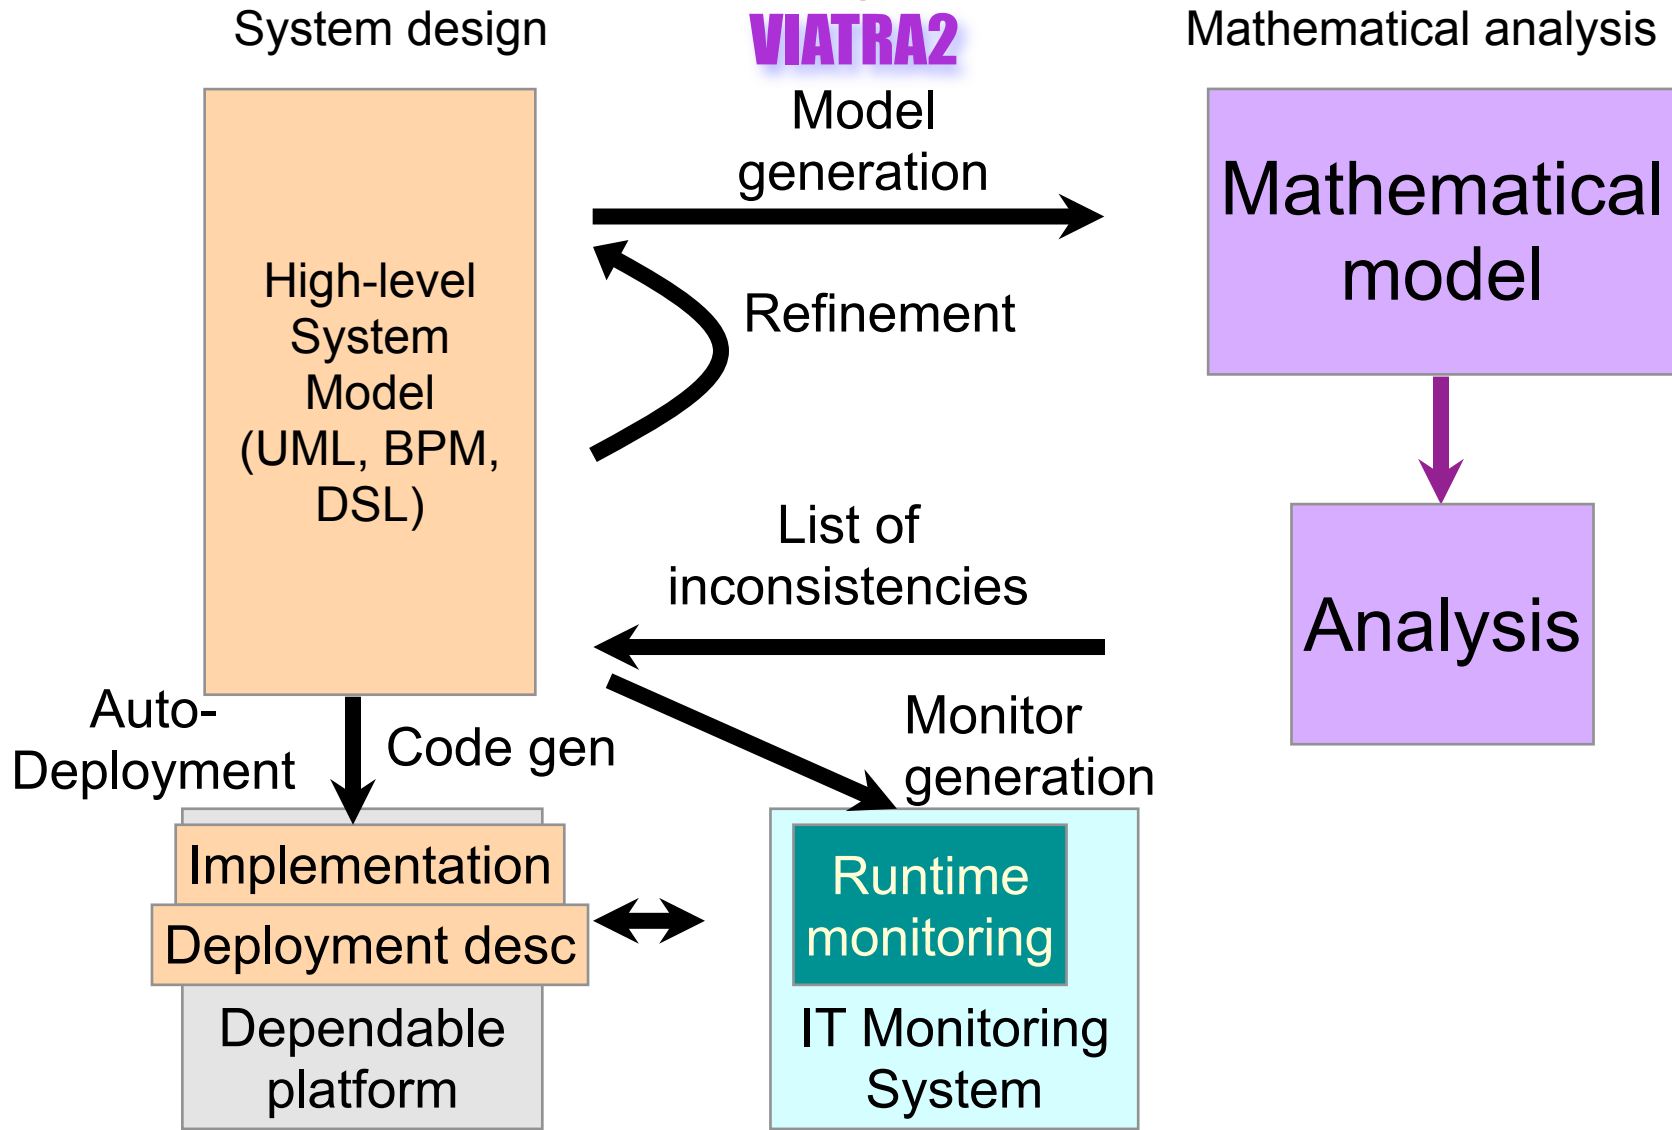 System design
VIATRA2
Mathematical analysis
Model
generation
Mathematical
model
High-level
System
Model
(UML, BPM,
DSL)
Refinement
List of
inconsistencies
Analysis
Auto-
Deployment
Code gen
Monitor
generation
Implementation
Deployment desc
Dependable
platform
Runtime
monitoring
IT Monitoring
System